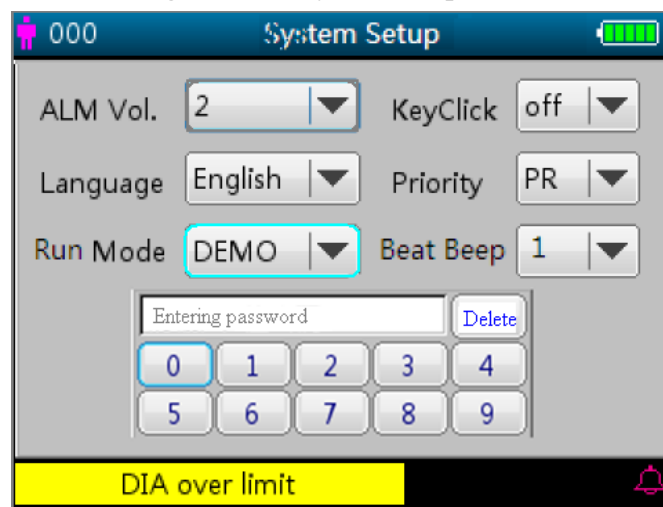 000 System Setup
ALM Vol. 2 KeyClick off
Language English Priority PR
Run Mode DEMO Beat Beep 1
Entering password Delete
0 1 2 3 4
5 6 7 8 9
DIA over limit